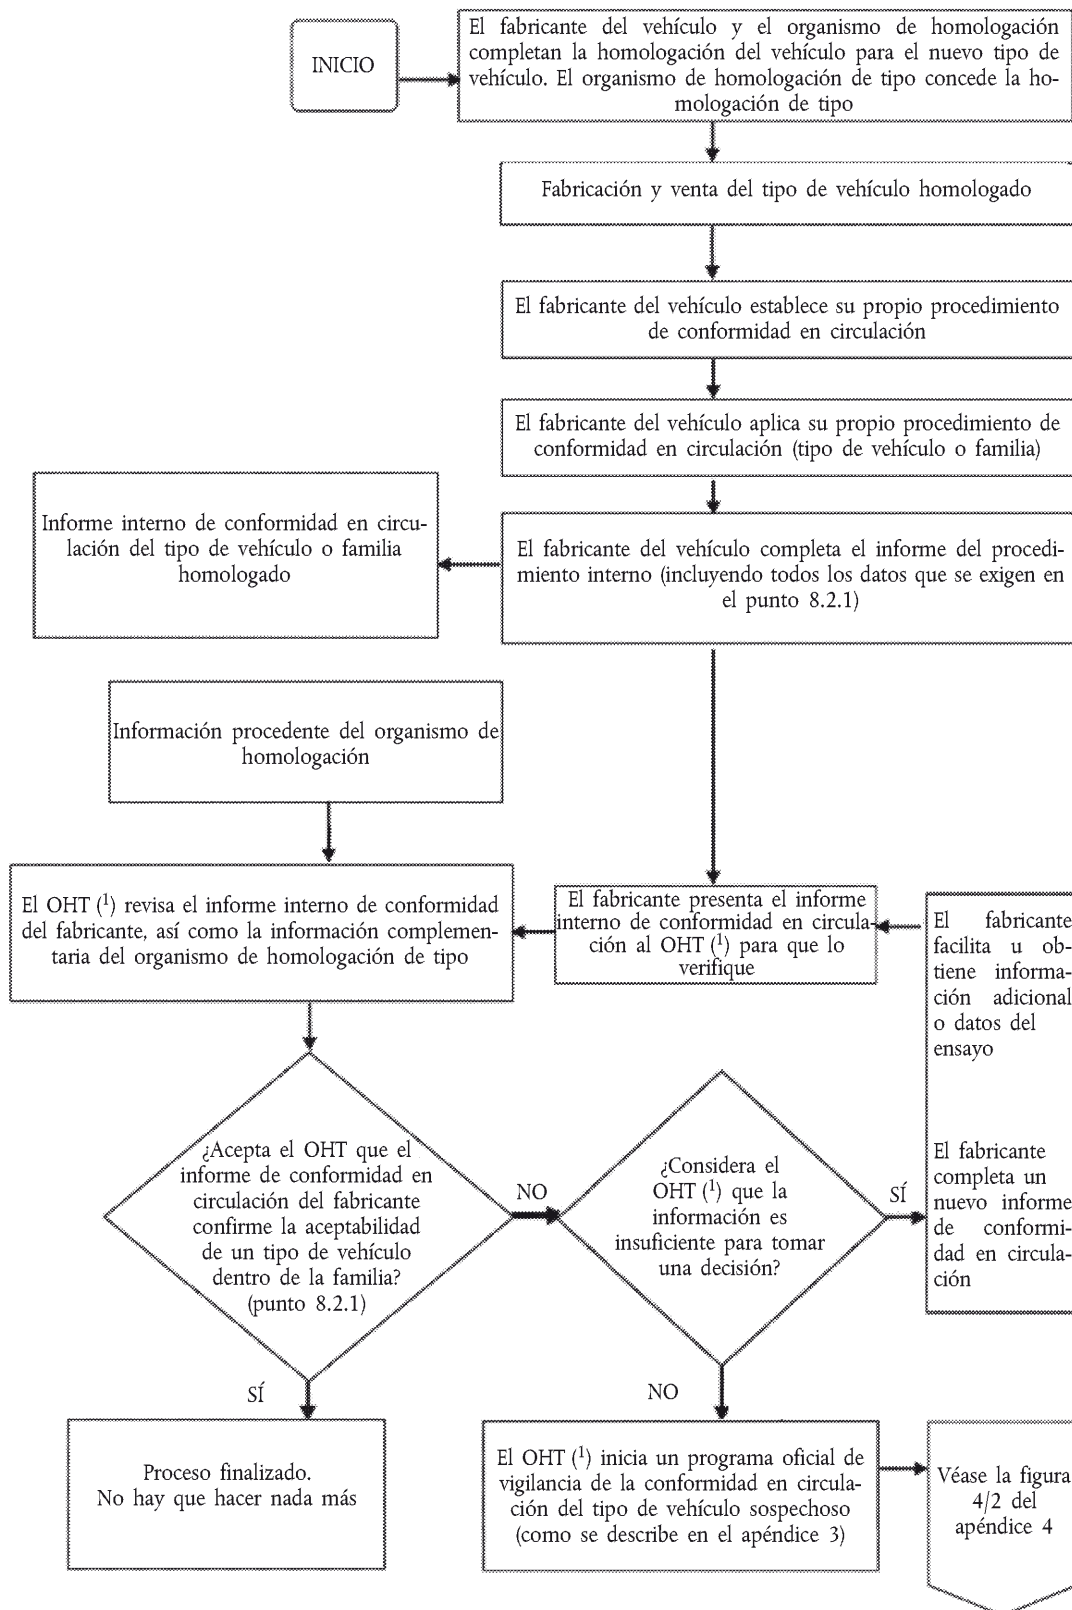 INICIO
El fabricante del vehículo y el organismo de homologación
completan la homologación del vehículo para el nuevo tipo de
vehículo. El organismo de homologación de tipo concede la ho-
mologación de tipo
Fabricación y venta del tipo de vehículo homologado
El fabricante del vehículo establece su propio procedimiento
de conformidad en circulación
El fabricante del vehículo aplica su propio procedimiento de
conformidad en circulación (tipo de vehículo o familia)
Informe interno de conformidad en circu-
lación del tipo de vehículo o familia
homologado
El fabricante del vehículo completa el informe del procedi-
miento interno (incluyendo todos los datos que se exigen en
el punto 8.2.1)
Información procedente del organismo de
homologación
El OHT (¹) revisa el informe interno de conformidad
del fabricante, así como la información complemen-
taria del organismo de homologación de tipo
El fabricante presenta el informe
interno de conformidad en circula-
ción al OHT (¹) para que lo
verifique
El fabricante
facilita u ob-
tiene informa-
ción adicional
o datos del
ensayo
El fabricante
completa un
nuevo informe
de conformi-
dad en circula-
ción
¿Acepta el OHT que el
informe de conformidad en
circulación del fabricante
confirme la aceptabilidad
de un tipo de vehículo
dentro de la familia?
(punto 8.2.1)
NO
¿Considera el
OHT (¹) que la
información es
insuficiente para tomar
una decisión?
SÍ
SÍ
NO
Proceso finalizado.
No hay que hacer nada más
El OHT (¹) inicia un programa oficial de
vigilancia de la conformidad en circula-
ción del tipo de vehículo sospechoso
(como se describe en el apéndice 3)
Véase la figura
4/2 del
apéndice 4